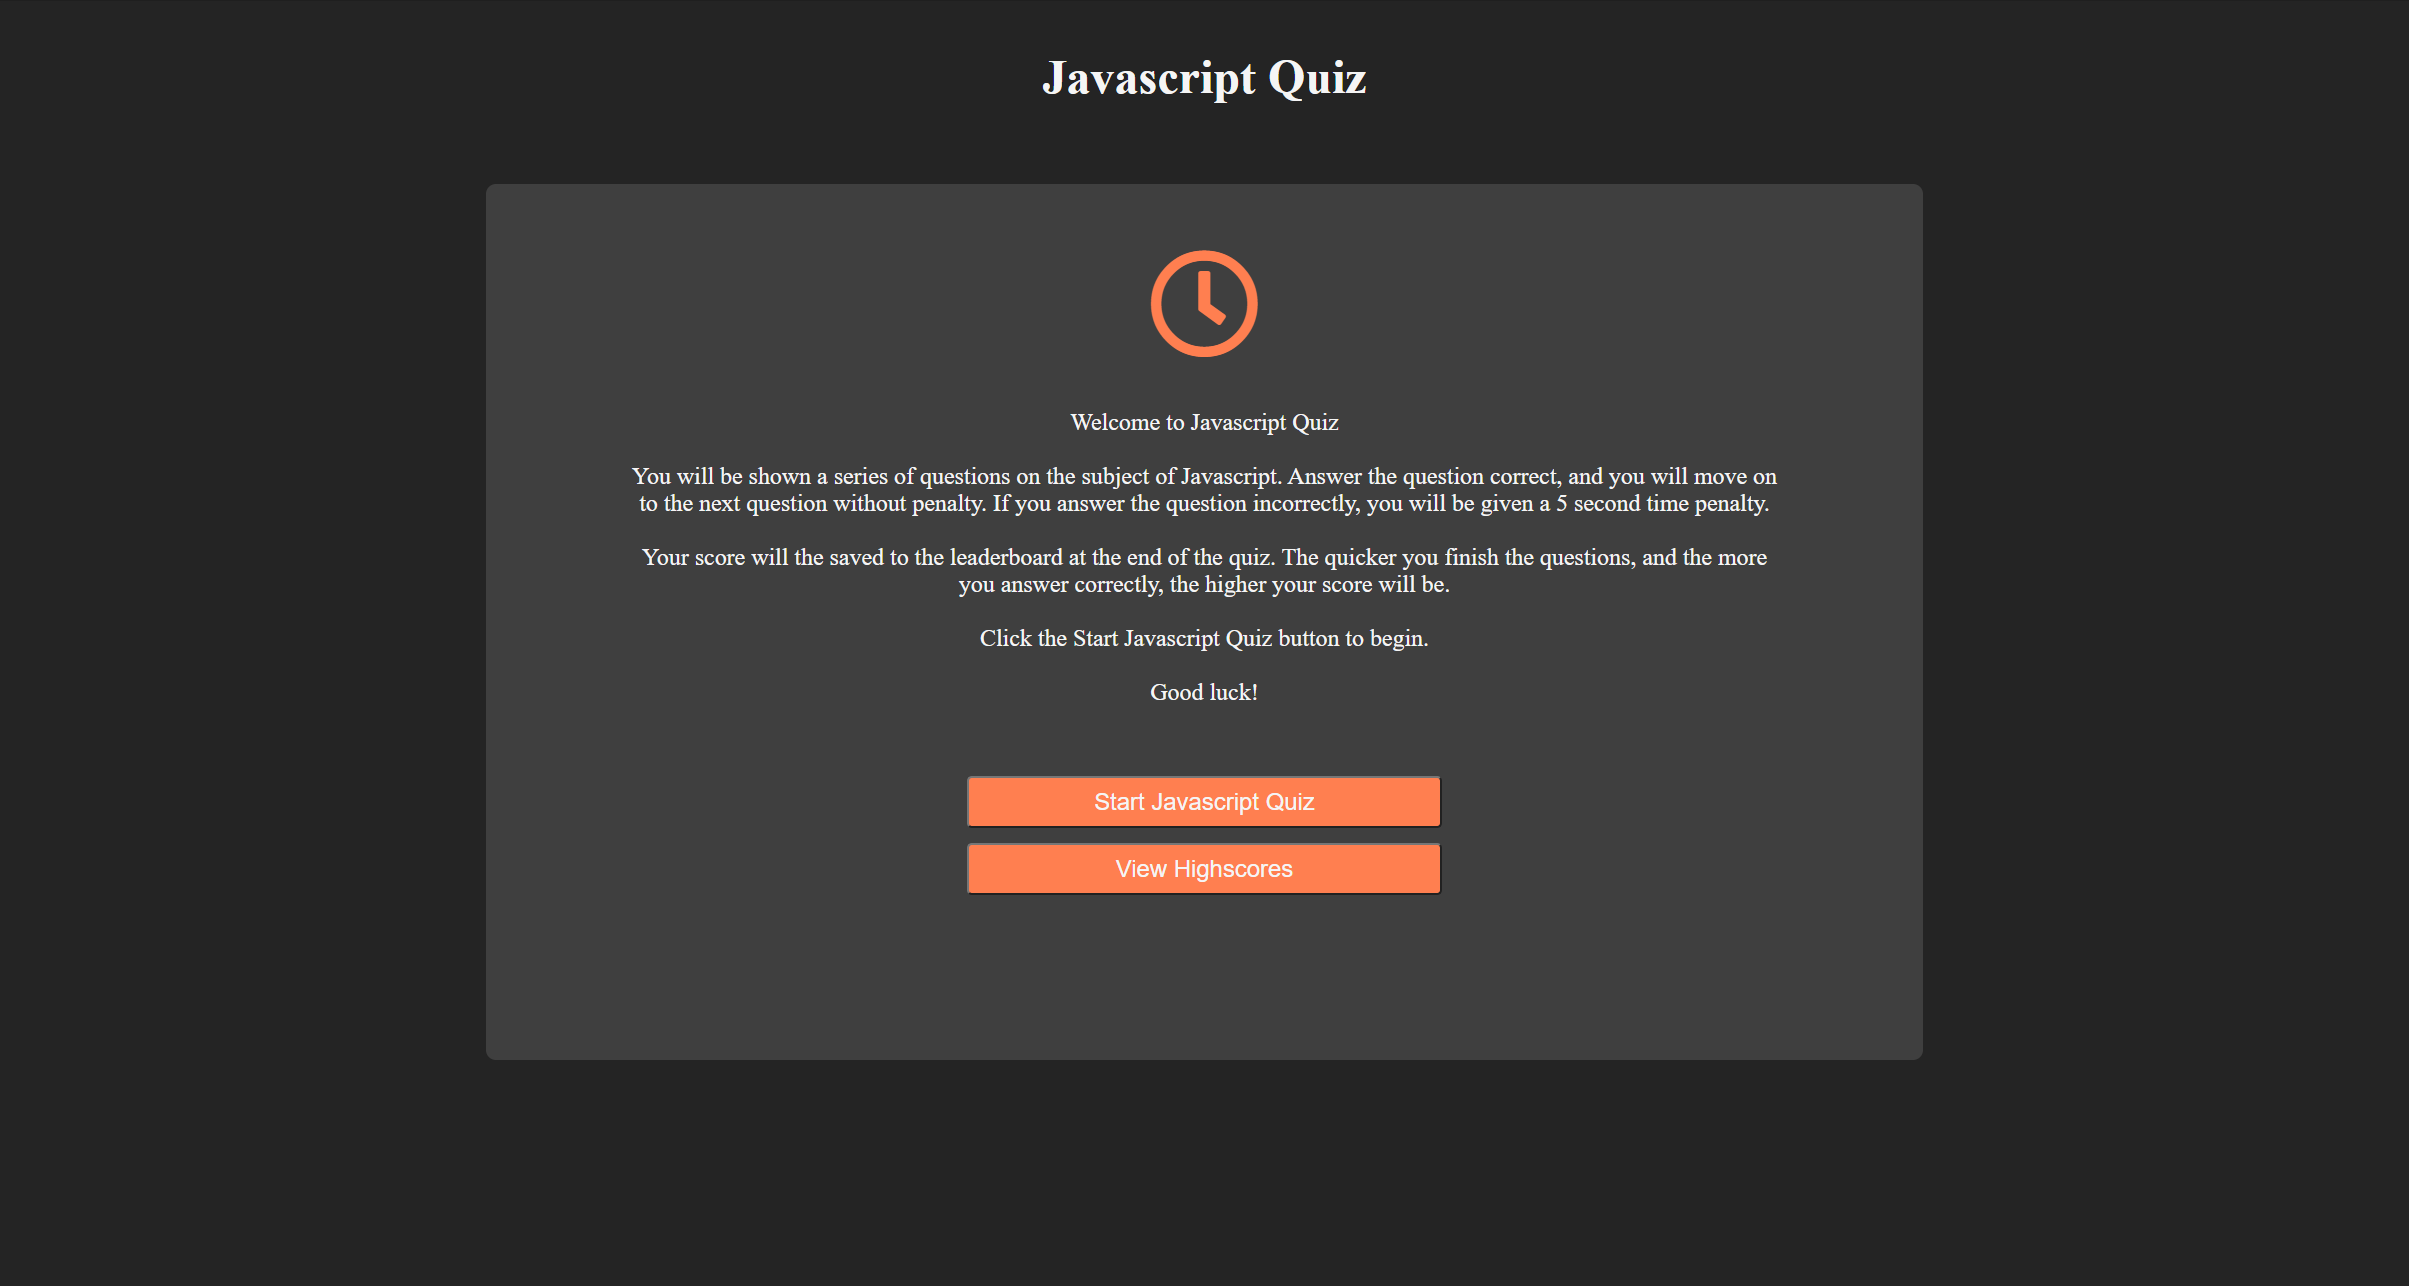 Javascript Quiz
Welcome to Javascript Quiz
You will be shown a series of questions on the subject of Javascript. Answer the question correct, and you will move on
to the next question without penalty. If you answer the question incorrectly, you will be given a 5 second time penalty.
Your score will the saved to the leaderboard at the end of the quiz. The quicker you finish the questions, and the more
you answer correctly, the higher your score will be.
Click the Start Javascript Quiz button to begin.
Good luck!
Start Javascript Quiz
View Highscores